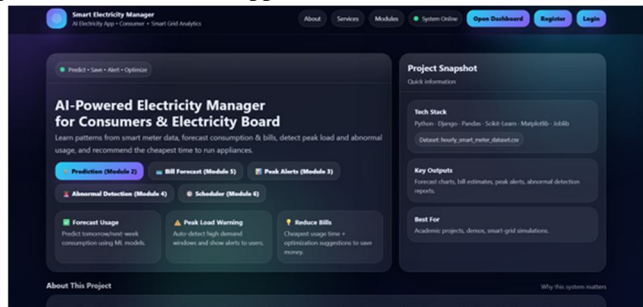 Smart Electricity Manager
AI Electricity App • Consumer + Smart Grid Analytics
About
Services
Modules
System Online
Open Dashboard
Register
Login
Predict • Save • Alert • Optimize
AI-Powered Electricity Manager
for Consumers & Electricity Board
Learn patterns from smart meter data, forecast consumption & bills, detect peak load and abnormal
usage, and recommend the cheapest time to run appliances.
Prediction (Module 2)
Bill Forecast (Module 5)
Peak Alerts (Module 3)
Abnormal Detection (Module 4)
Scheduler (Module 6)
Forecast Usage
Predict tomorrow/next-week
consumption using ML models.
Peak Load Warning
Auto-detect high demand
windows and show alerts to users.
Reduce Bills
Cheapest usage time +
optimization suggestions to save
money.
Project Snapshot
Quick information
Tech Stack
Python · Django · Pandas · Scikit-Learn · Matplotlib · Joblib
Dataset: hourly_smart_meter_dataset.csv
Key Outputs
Forecast charts, bill estimates, peak alerts, abnormal detection
reports.
Best For
Academic projects, demos, smart-grid simulations.
About This Project
Why this system matters